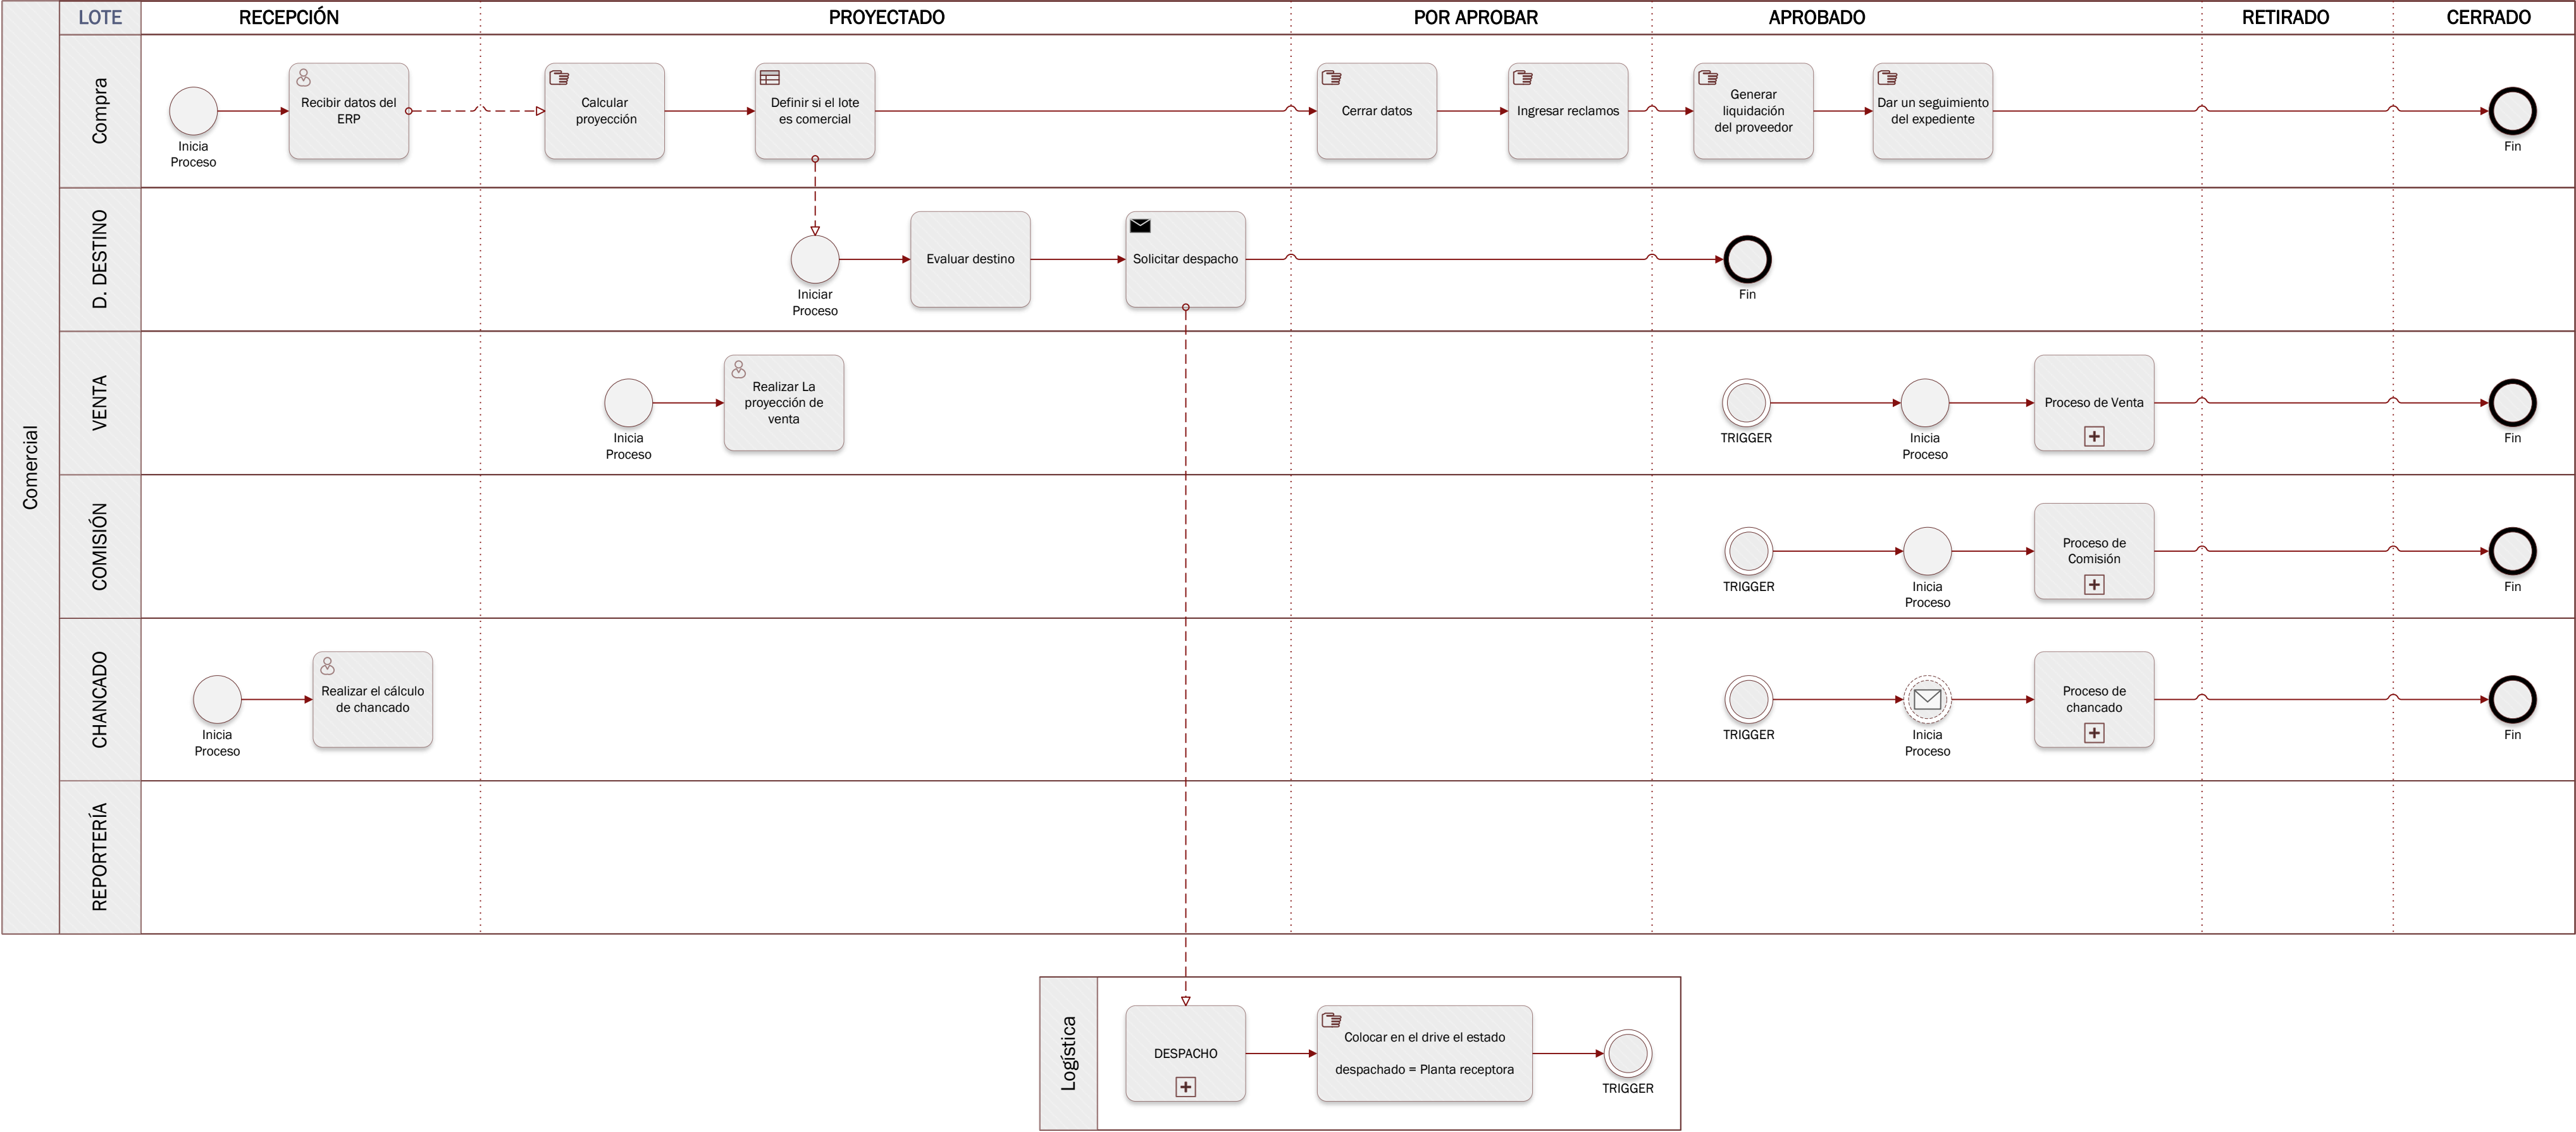 LOTE
RECEPCIÓN
PROYECTADO
POR APROBAR
APROBADO
RETIRADO
CERRADO
Comercial
Compra
Inicia
Proceso
Recibir datos del
ERP
Calcular
proyección
Definir si el lote
es comercial
Cerrar datos
Ingresar reclamos
Generar
liquidación
del proveedor
Dar un seguimiento
del expediente
Fin
D. DESTINO
Iniciar
Proceso
Evaluar destino
Solicitar despacho
Fin
VENTA
Inicia
Proceso
Realizar La
proyección de
venta
TRIGGER
Inicia
Proceso
Proceso de Venta
Fin
COMISIÓN
TRIGGER
Inicia
Proceso
Proceso de
Comisión
Fin
CHANCADO
Inicia
Proceso
Realizar el cálculo
de chancado
TRIGGER
Inicia
Proceso
Proceso de
chancado
Fin
REPORTERÍA
Logística
DESPACHO
Colocar en el drive el estado
despachado = Planta receptora
TRIGGER